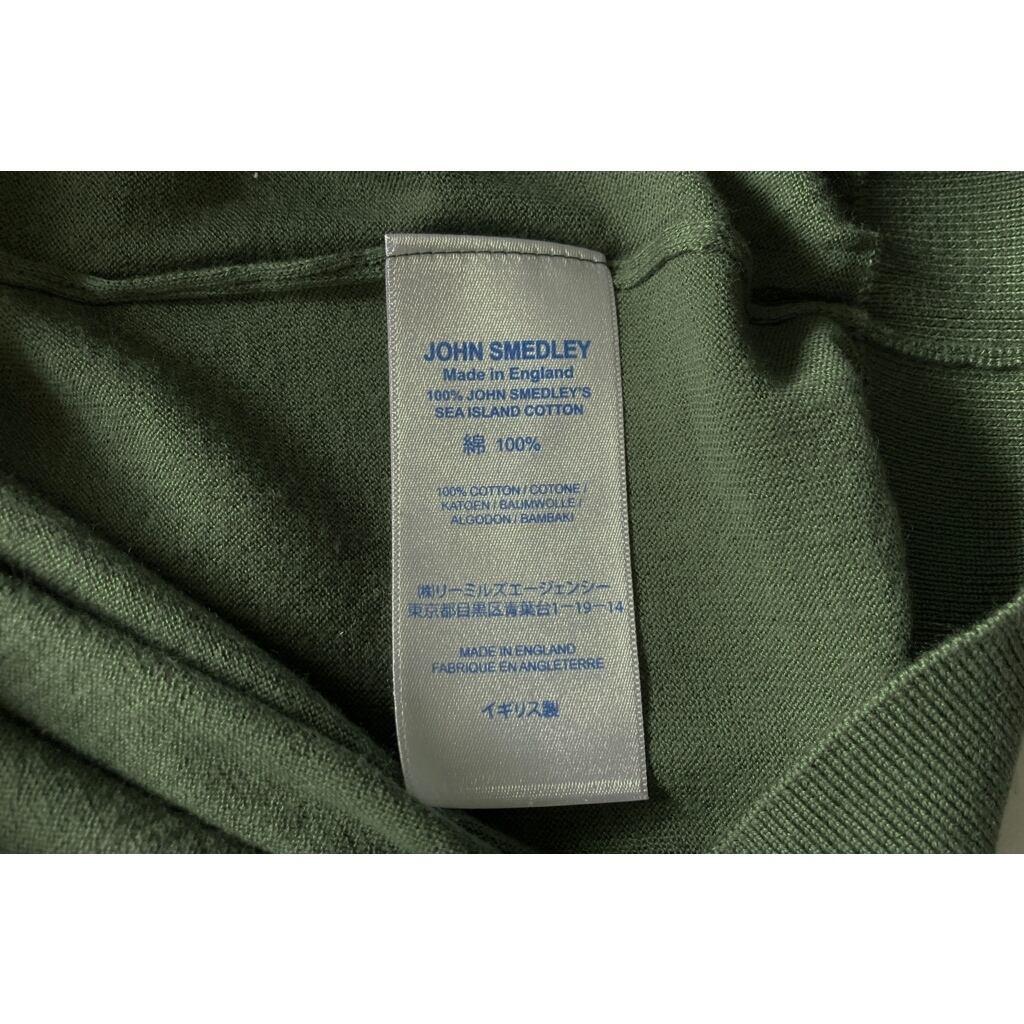 JOHN SMEDLEY
Made in England
100% JOHN SMEDLEY'S
SEA ISLAND COTTON
綿 100%
100% COTTON / COTONE /
KATOEN / BAUMWOLLE /
ALGODON / BAMBAKI
(株)リーミルズエージェンシー
東京都目黒区青葉台1-19-14
MADE IN ENGLAND
FABRIQUE EN ANGLETERRE
イギリス製